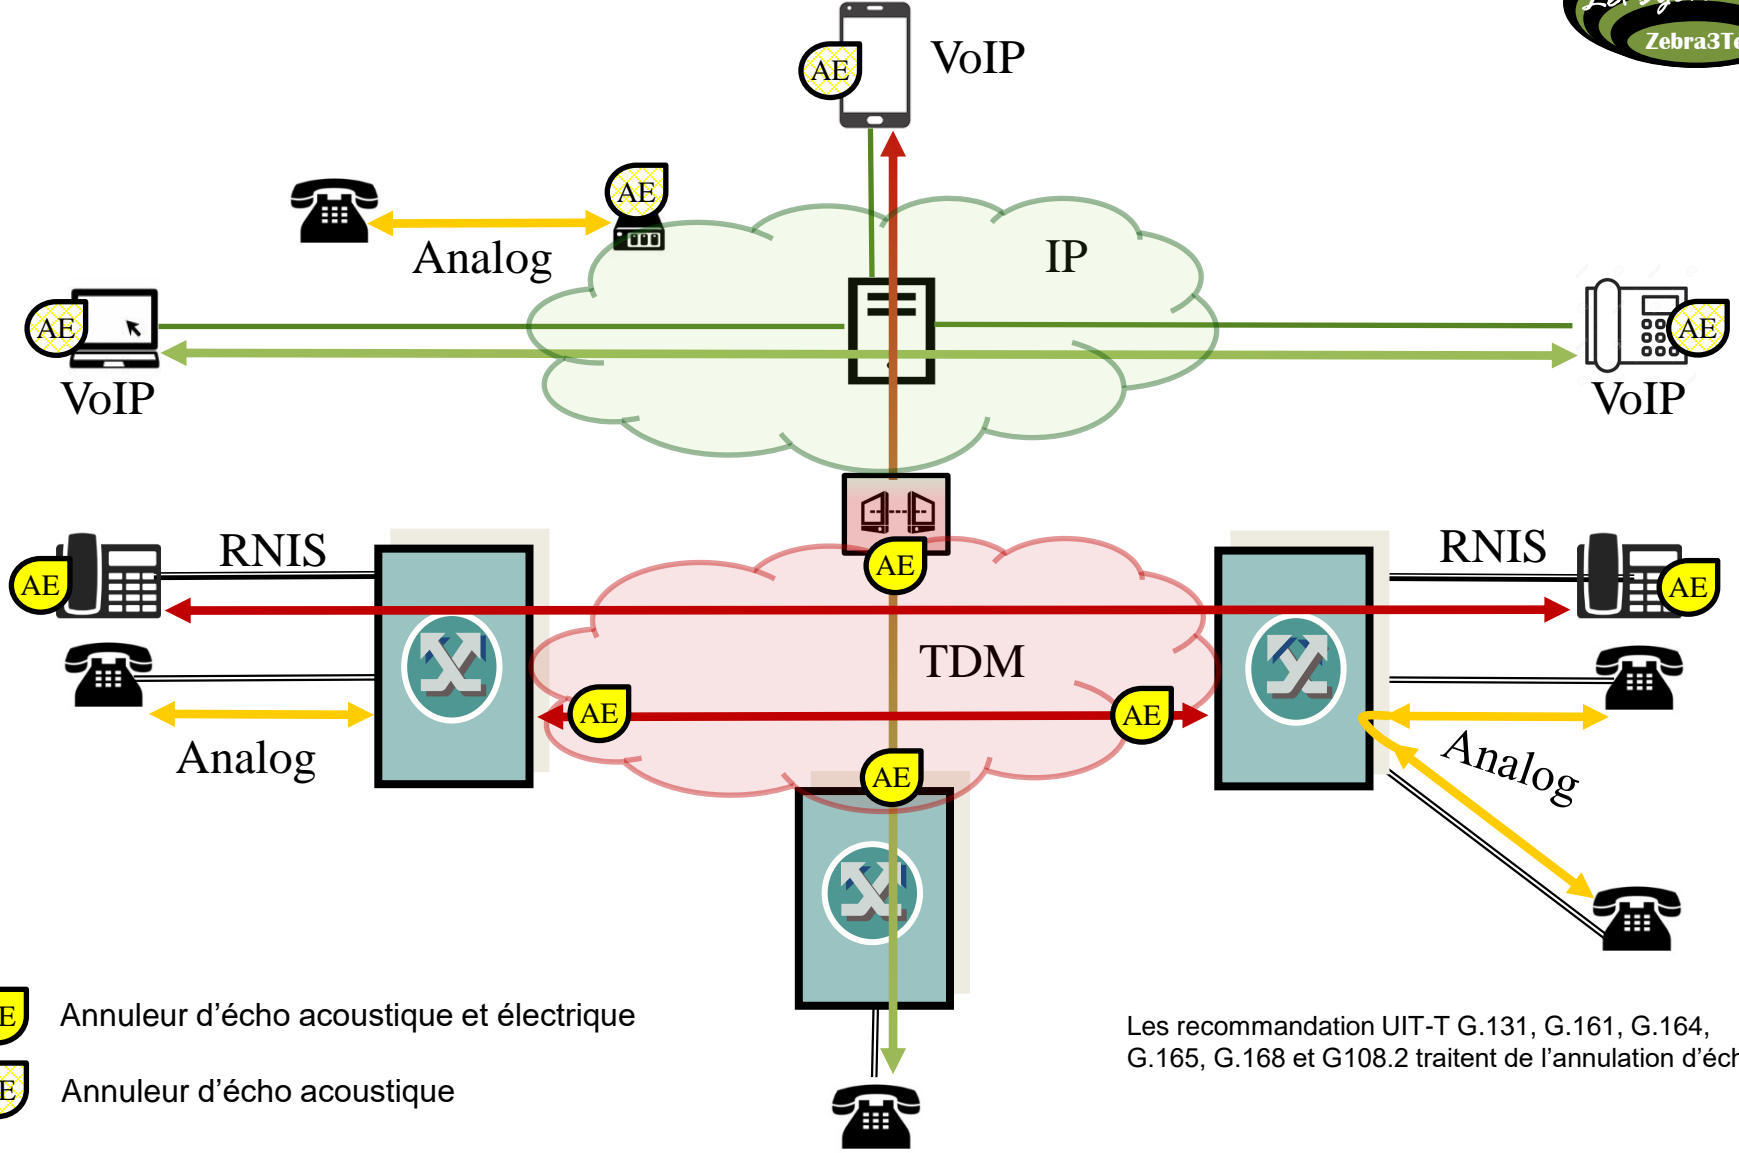 Zebra3Te
VoIP
AE
AE
Analog
IP
AE
AE
VoIP
VoIP
RNIS
RNIS
AE
AE
AE
TDM
AE
AE
Analog
Analog
AE
E
Annuleur d’écho acoustique et électrique
Les recommandation UIT-T G.131, G.161, G.164,
G.165, G.168 et G108.2 traitent de l’annulation d’éch
E
Annuleur d’écho acoustique